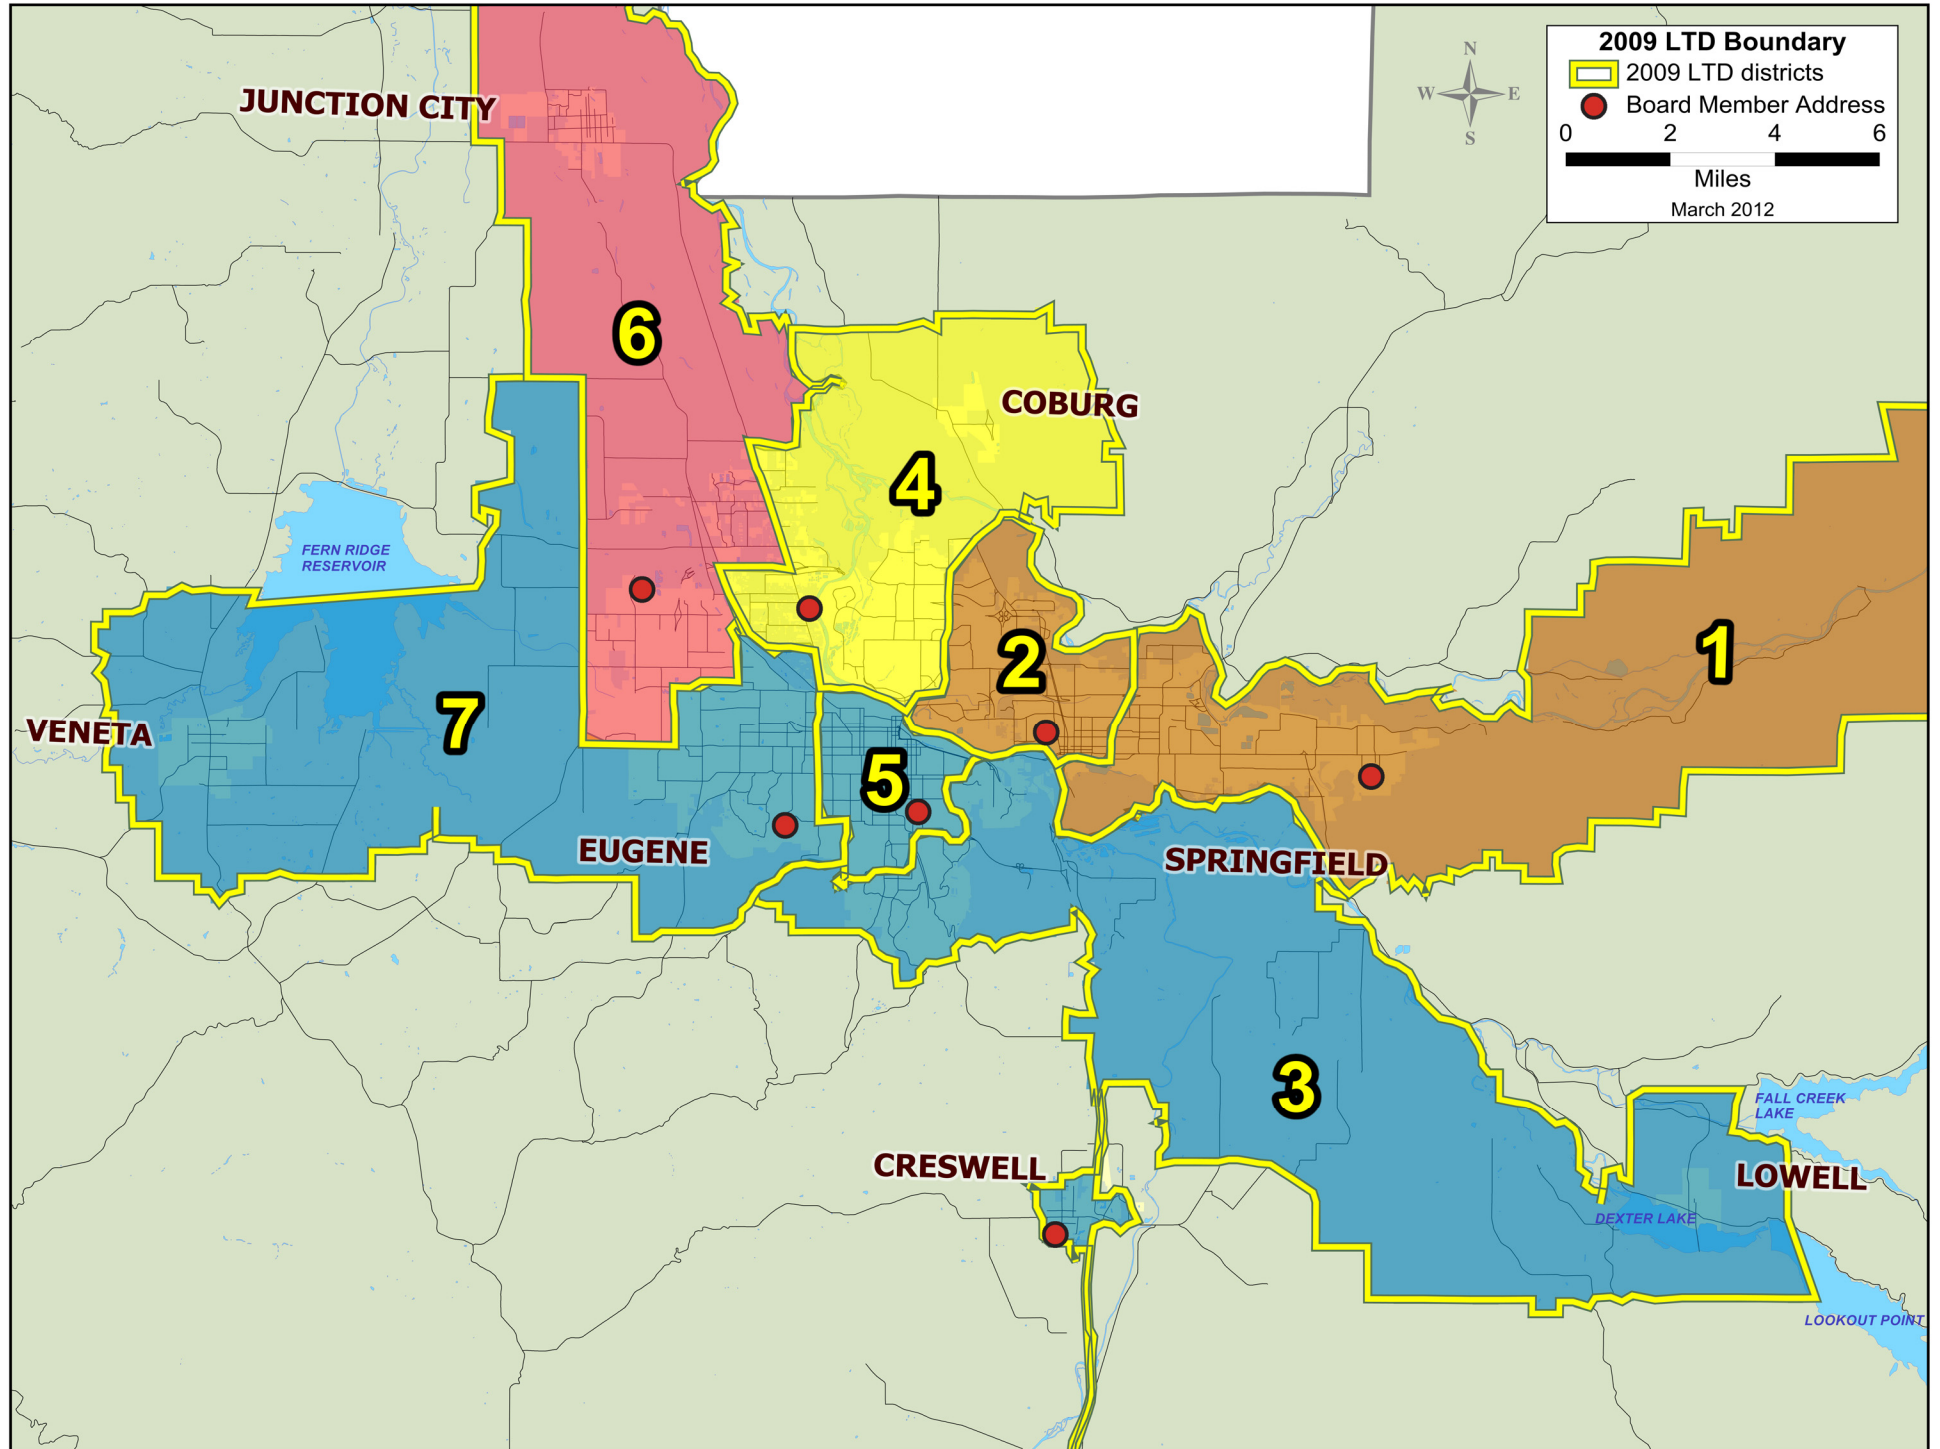 2009 LTD Boundary
2009 LTD districts
Board Member Address
0 2 4 6
Miles
March 2012
N
W E
S
JUNCTION CITY
6
COBURG
4
FERN RIDGE
RESERVOIR
2
1
7
VENETA
5
EUGENE
SPRINGFIELD
3
FALL CREEK
LAKE
CRESWELL
LOWELL
DEXTER LAKE
LOOKOUT POINT